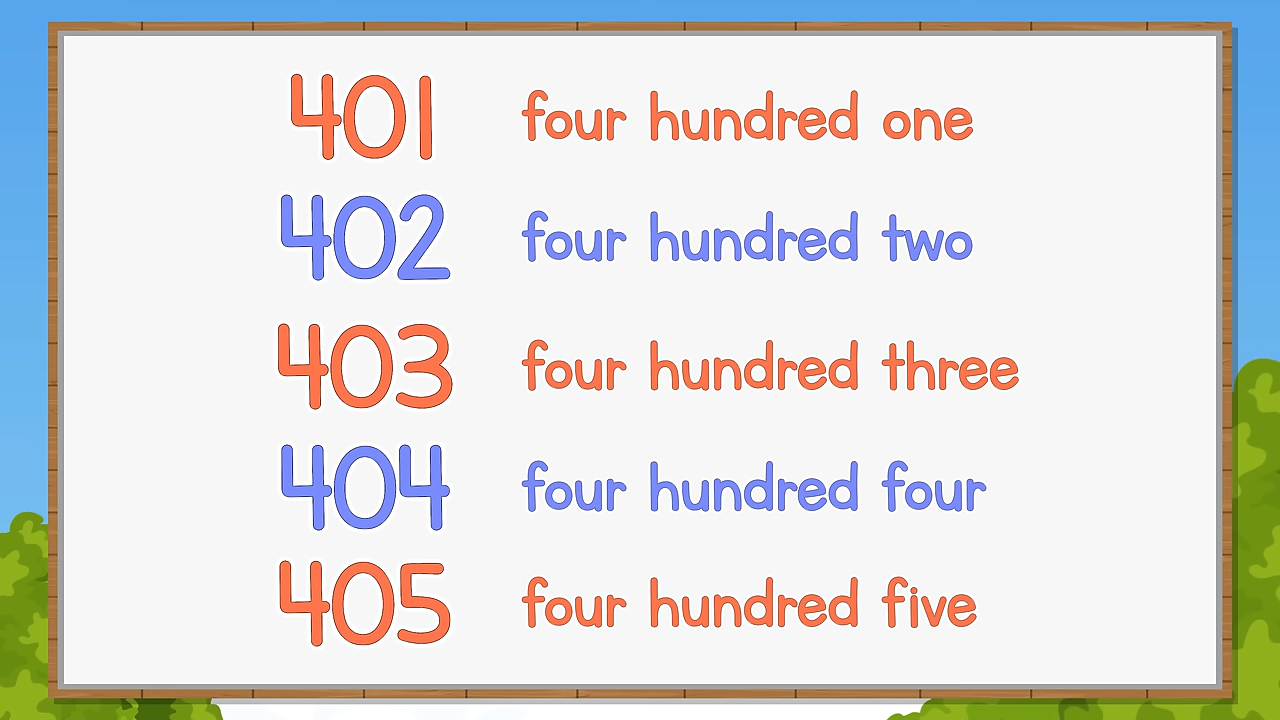 401 four hundred one
402 four hundred two
403 four hundred three
404 four hundred four
405 four hundred five